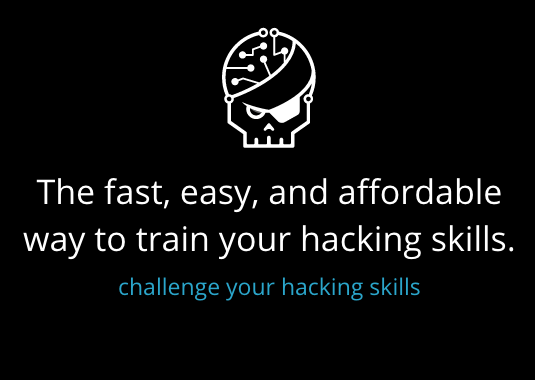 The fast, easy, and affordable
way to train your hacking skills.
challenge your hacking skills